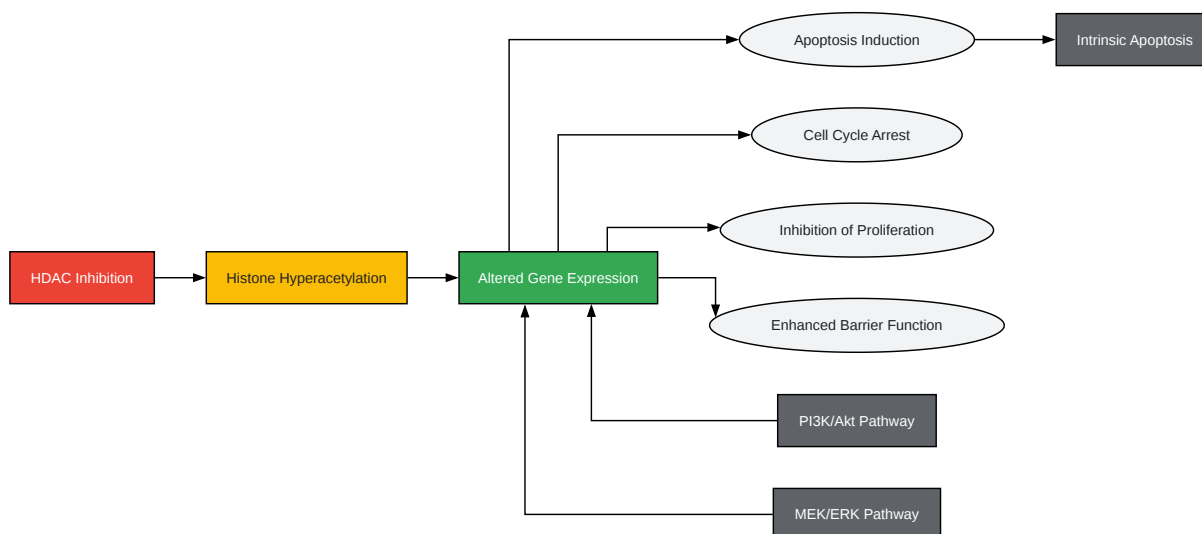 Apoptosis Induction
Intrinsic Apoptosis
Cell Cycle Arrest
Inhibition of Proliferation
HDAC Inhibition
Histone Hyperacetylation
Altered Gene Expression
Enhanced Barrier Function
PI3K/Akt Pathway
MEK/ERK Pathway